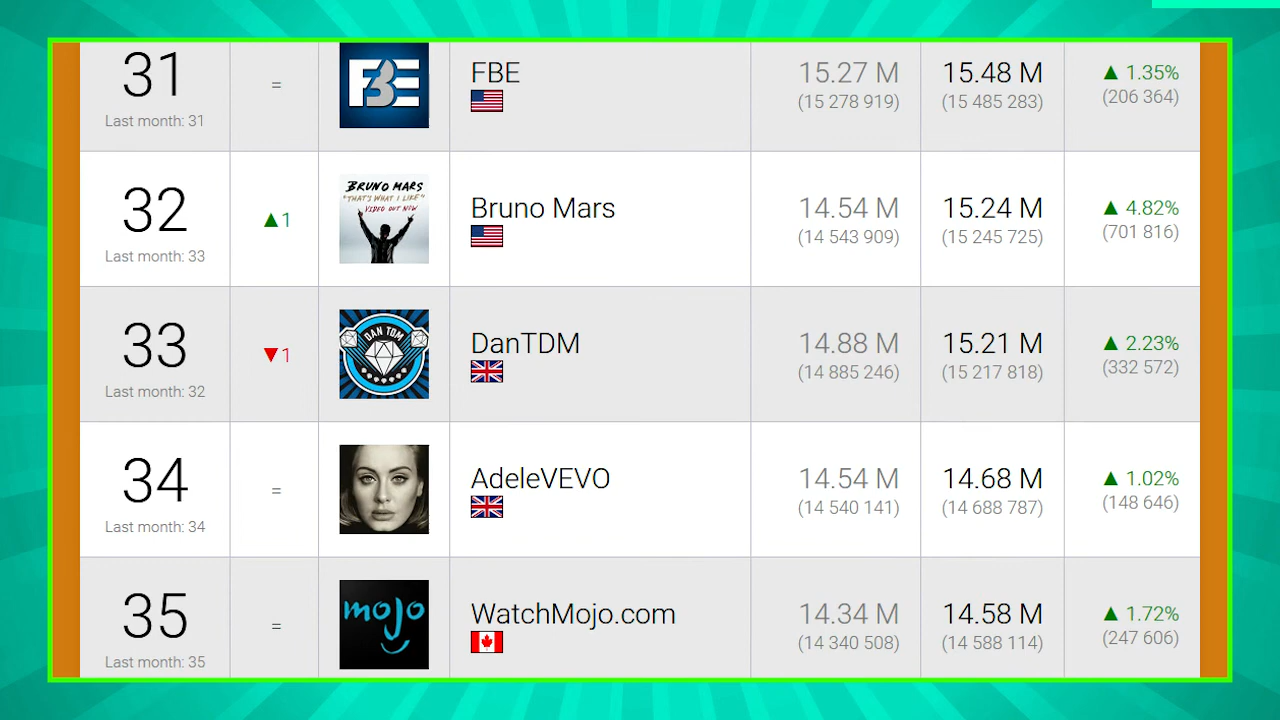 31
Last month: 31
=
FBE
FBE
15.27 M
(15 278 919)
15.48 M
(15 485 283)
▲ 1.35%
(206 364)
32
Last month: 33
▲1
BRUNO MARS
"THAT'S WHAT I LIKE"
VIDEO OUT NOW
Bruno Mars
14.54 M
(14 543 909)
15.24 M
(15 245 725)
▲ 4.82%
(701 816)
33
Last month: 32
▼1
DAN TDM
DanTDM
14.88 M
(14 885 246)
15.21 M
(15 217 818)
▲ 2.23%
(332 572)
34
Last month: 34
=
AdeleVEVO
14.54 M
(14 540 141)
14.68 M
(14 688 787)
▲ 1.02%
(148 646)
35
Last month: 35
=
mojo
WatchMojo.com
14.34 M
(14 340 508)
14.58 M
(14 588 114)
▲ 1.72%
(247 606)